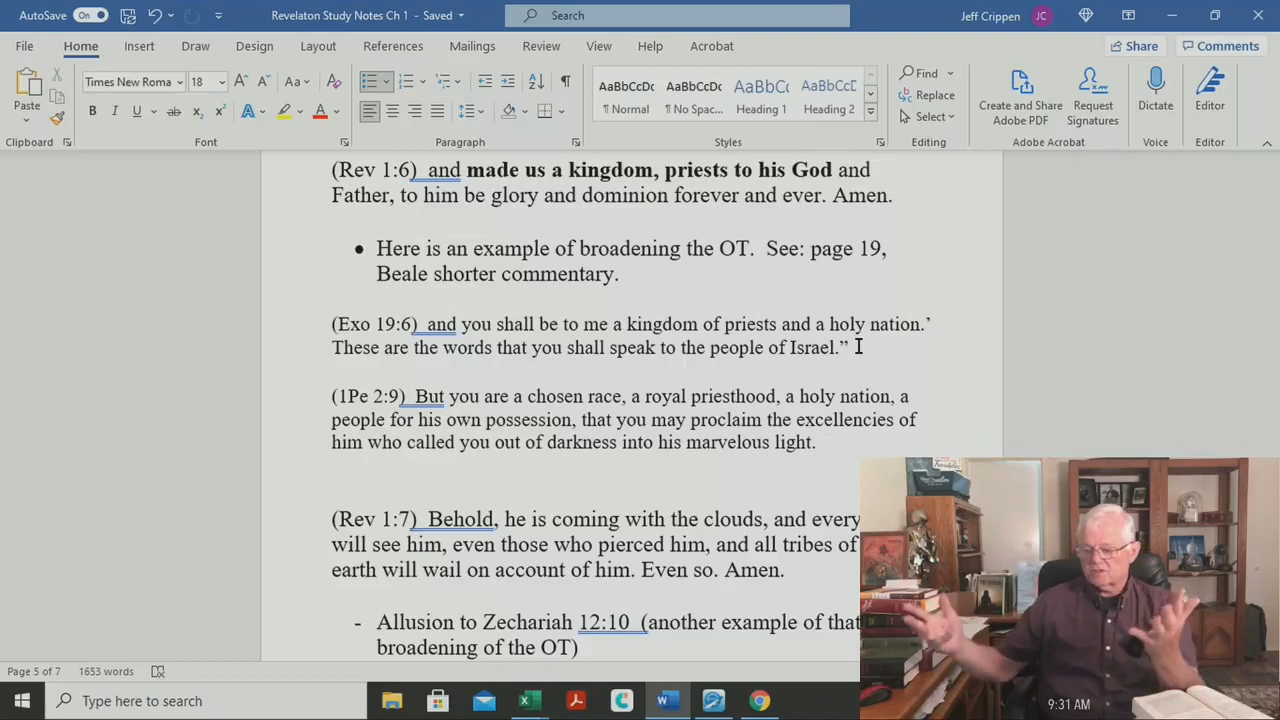 AutoSave On Revelaton Study Notes Ch 1 - Saved Search Jeff Crippen JC
File Home Insert Draw Design Layout References Mailings Review View Help Acrobat Share Comments
Paste Times New Roma 18 Aa AaBbCcDc AaBbCcDc AaBbCcDc AaBbCcDc Find
Replace
¶ Normal ¶ No Spac... Heading 1 Heading 2 Create and Share Request Dictate Editor
B I U ab x₂ x² A A Select Adobe PDF Signatures
Clipboard Font Paragraph Styles Editing Adobe Acrobat Voice Editor
(Rev 1:6) and made us a kingdom, priests to his God and
Father, to him be glory and dominion forever and ever. Amen.
• Here is an example of broadening the OT. See: page 19,
Beale shorter commentary.
(Exo 19:6) and you shall be to me a kingdom of priests and a holy nation.’
These are the words that you shall speak to the people of Israel.”
(1Pe 2:9) But you are a chosen race, a royal priesthood, a holy nation, a
people for his own possession, that you may proclaim the excellencies of
him who called you out of darkness into his marvelous light.
(Rev 1:7) Behold, he is coming with the clouds, and every
will see him, even those who pierced him, and all tribes of
earth will wail on account of him. Even so. Amen.
- Allusion to Zechariah 12:10 (another example of that
broadening of the OT)
Page 5 of 7 1653 words
Type here to search
9:31 AM